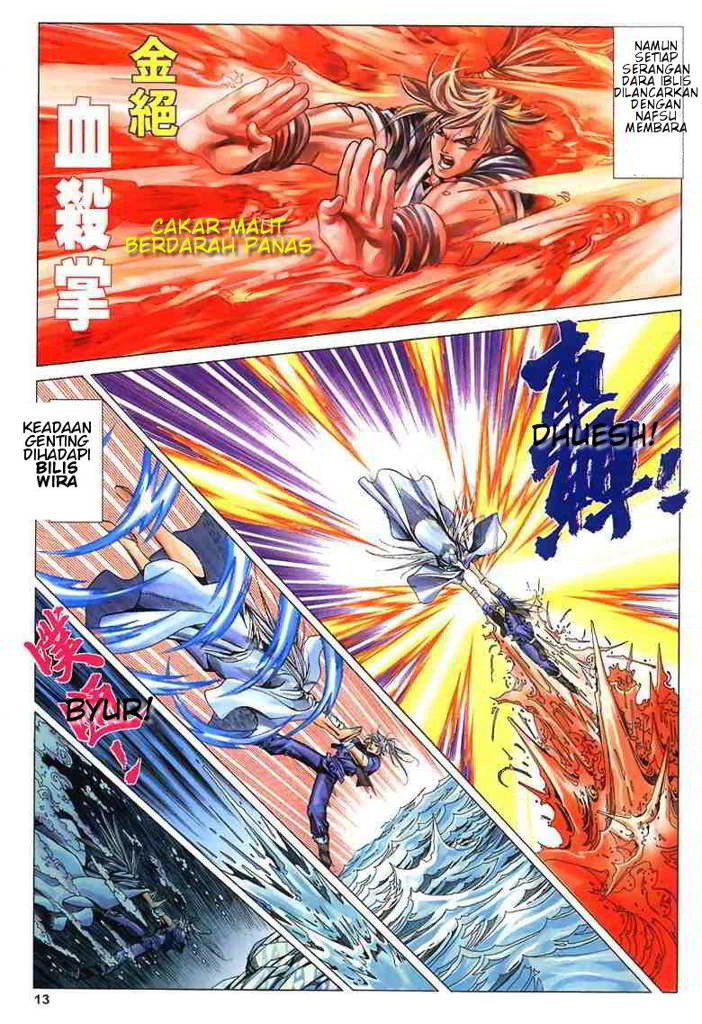 金絕
血殺掌
NAMUN
SETIAP
SERANGAN
DARA IBLIS
DILANCARKAN
DENGAN
NAFSU
MEMBARA
CAKAR MAUT
BERDARAH PANAS
DHUESH!
KEADAAN
GENTING
DIHADAPI
BILIS
WIRA
BYUR!
13